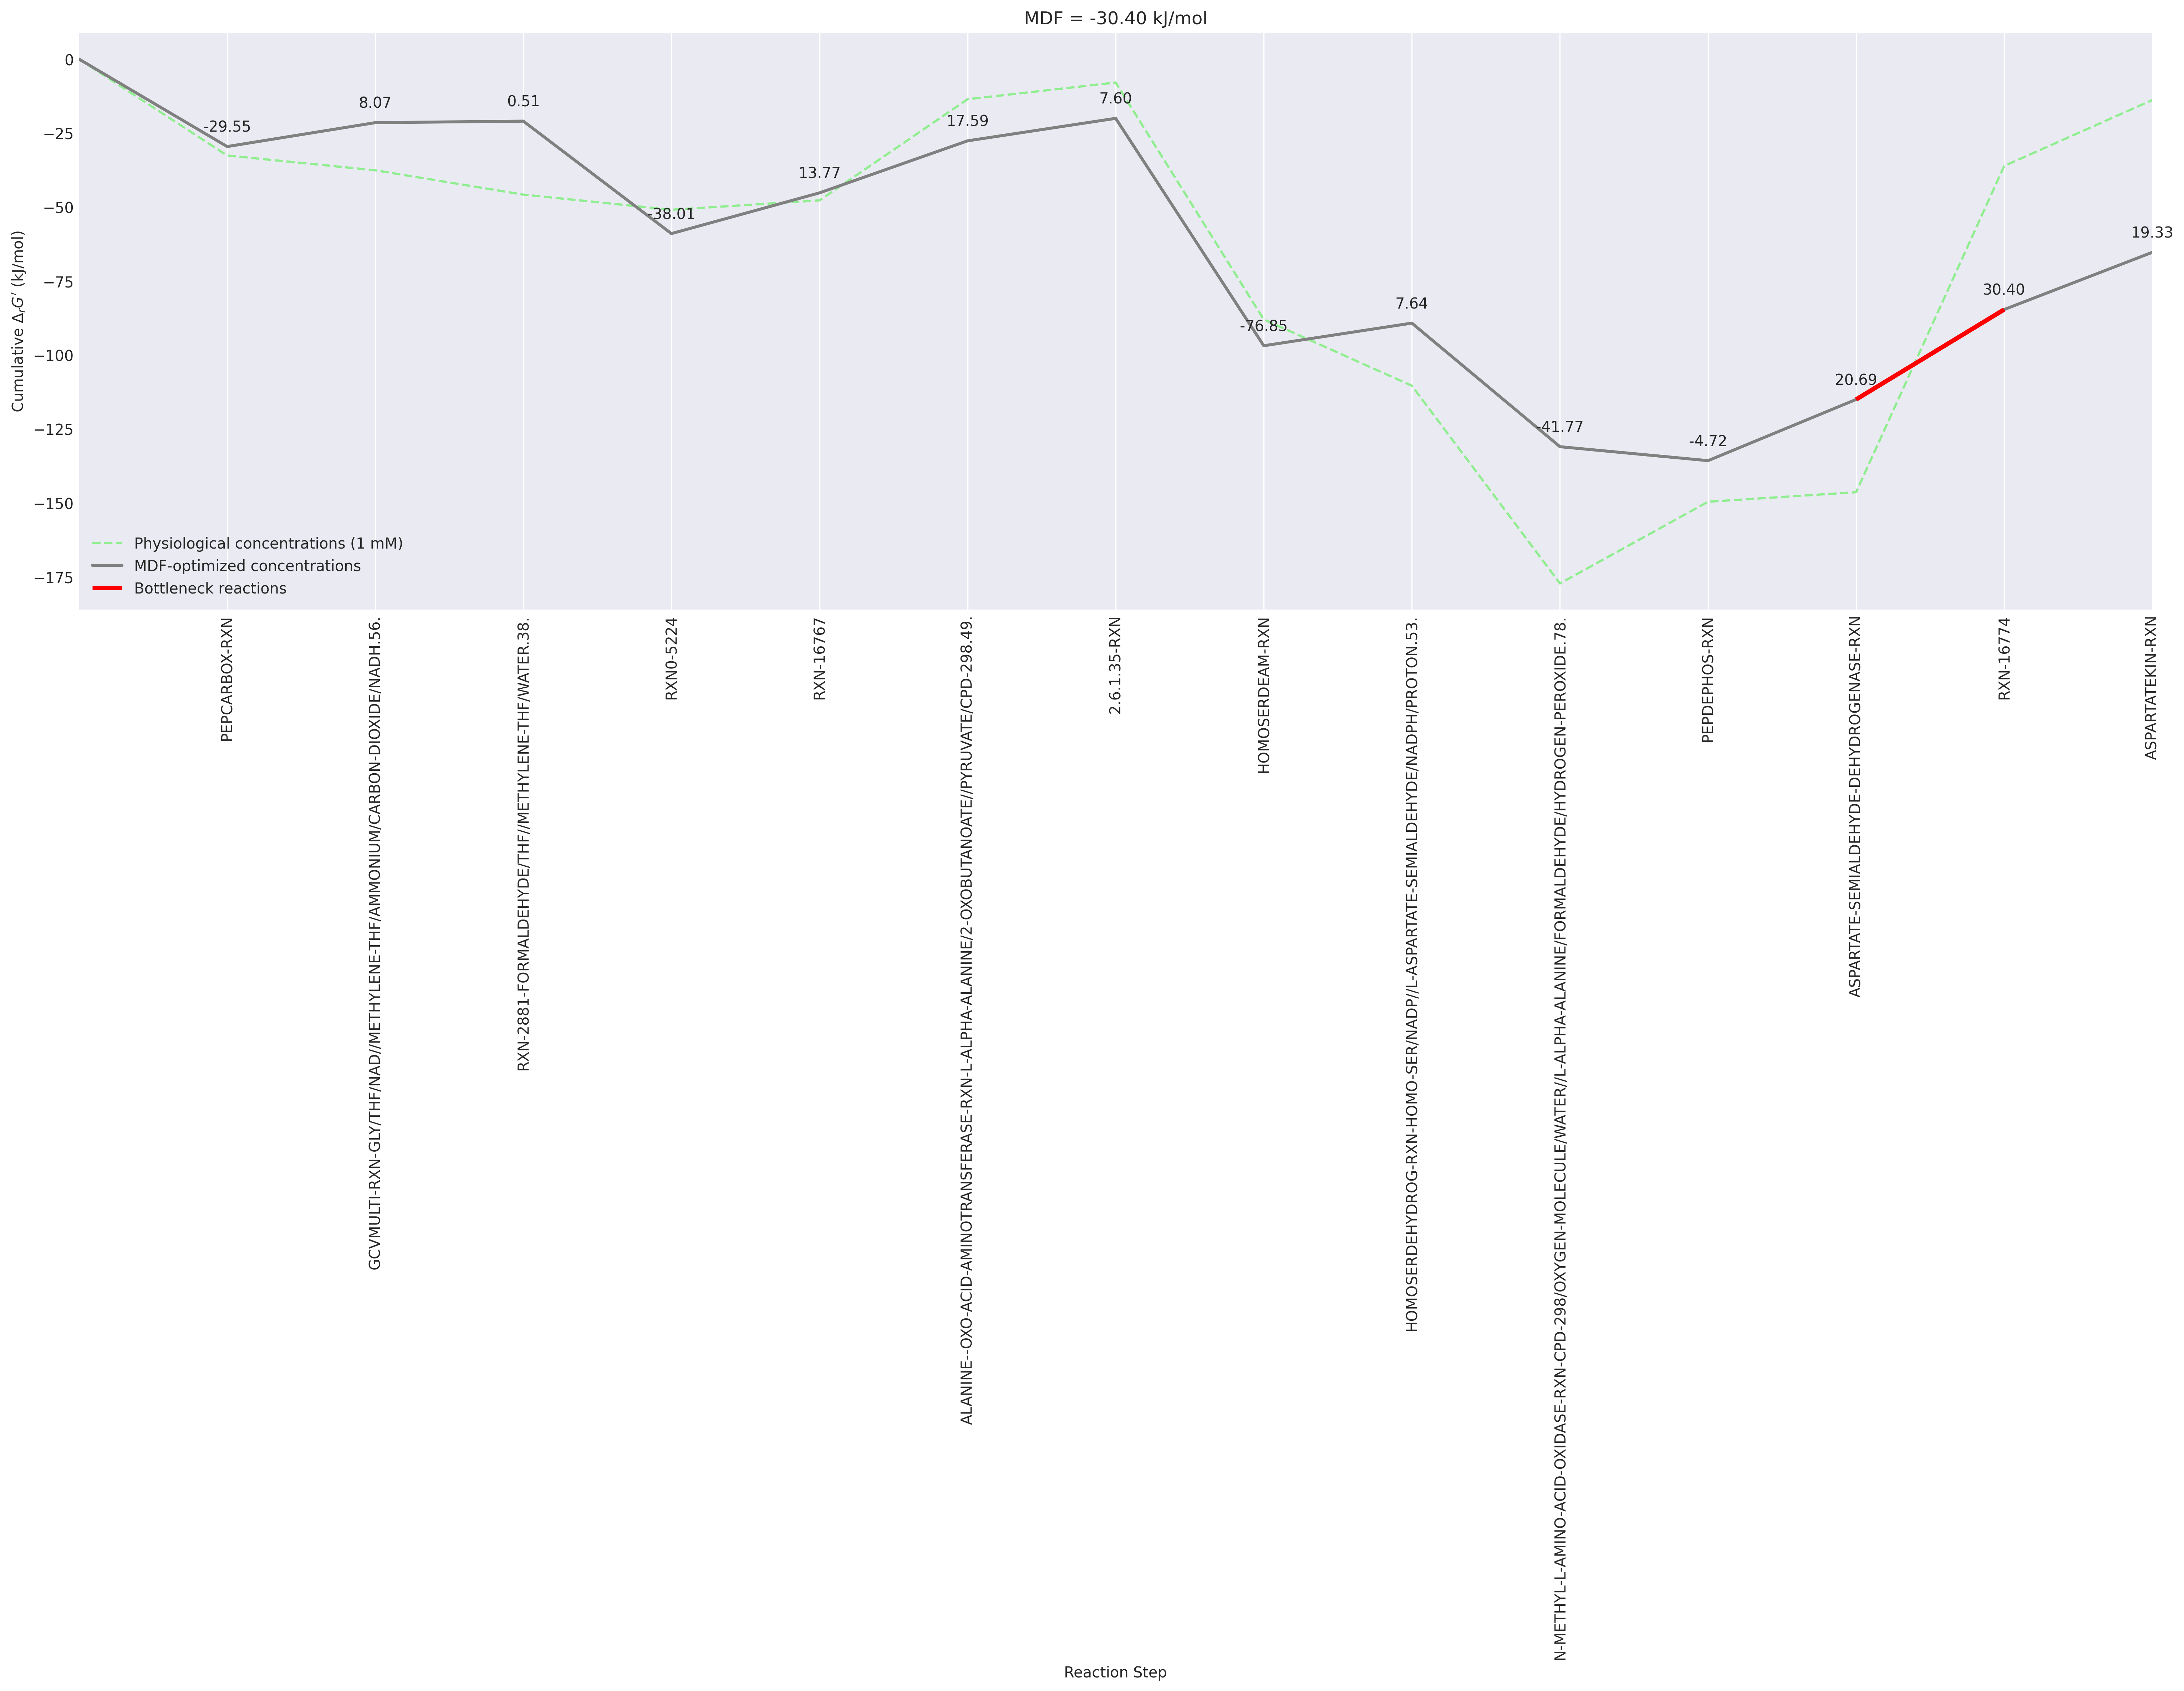 MDF = -30.40 kJ/mol
Cumulative ΔrG′ (kJ/mol)
0
−25
−50
−75
−100
−125
−150
−175
-29.55
8.07
0.51
-38.01
13.77
17.59
7.60
-76.85
7.64
-41.77
-4.72
20.69
30.40
19.33
Physiological concentrations (1 mM)
MDF-optimized concentrations
Bottleneck reactions
PEPCARBOX-RXN
GCVMULTI-RXN-GLY/THF/NAD//METHYLENE-THF/AMMONIUM/CARBON-DIOXIDE/NADH.56.
RXN-2881-FORMALDEHYDE/THF//METHYLENE-THF/WATER.38.
RXN0-5224
RXN-16767
ALANINE--OXO-ACID-AMINOTRANSFERASE-RXN-L-ALPHA-ALANINE/2-OXOBUTANOATE//PYRUVATE/CPD-298.49.
2.6.1.35-RXN
HOMOSERDEAM-RXN
HOMOSERDEHYDROG-RXN-HOMO-SER/NADP//L-ASPARTATE-SEMIALDEHYDE/NADPH/PROTON.53.
N-METHYL-L-AMINO-ACID-OXIDASE-RXN-CPD-298/OXYGEN-MOLECULE/WATER//L-ALPHA-ALANINE/FORMALDEHYDE/HYDROGEN-PEROXIDE.78.
PEPDEPHOS-RXN
ASPARTATE-SEMIALDEHYDE-DEHYDROGENASE-RXN
RXN-16774
ASPARTATEKIN-RXN
Reaction Step